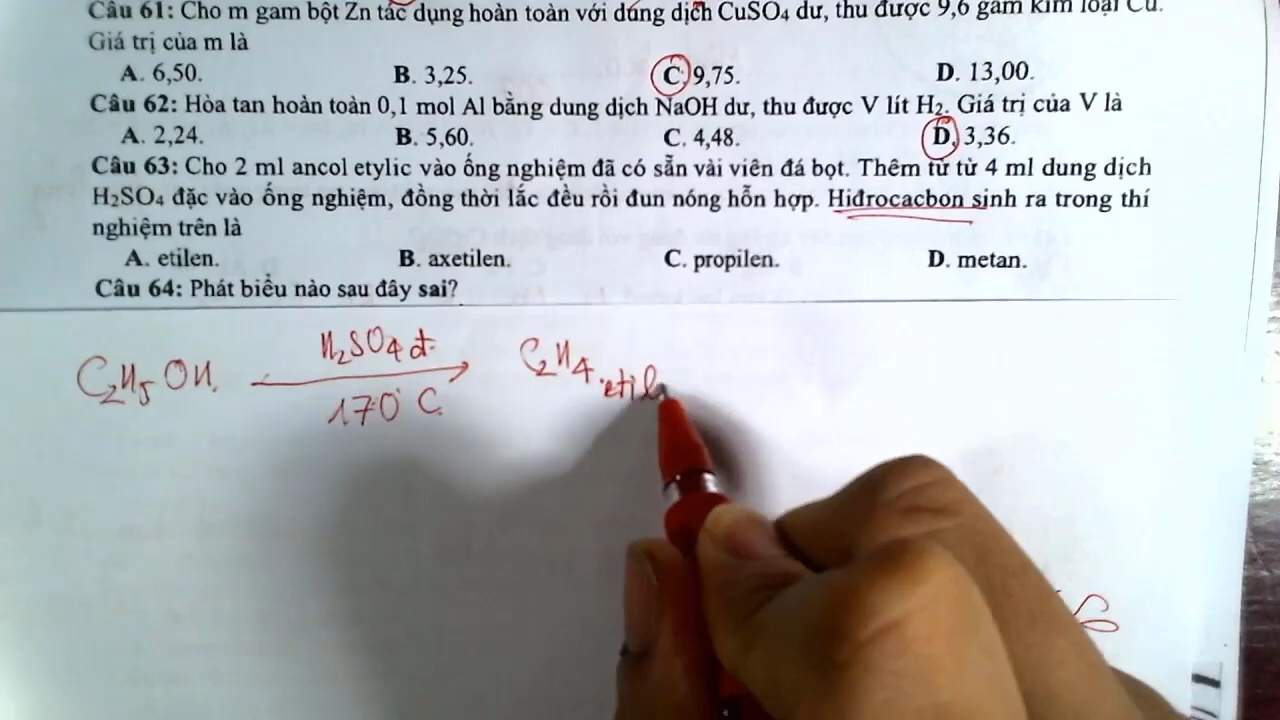 Câu 61: Cho m gam bột Zn tác dụng hoàn toàn với dung dịch CuSO₄ dư, thu được 9,6 gam kim loại Cu.
Giá trị của m là
A. 6,50. B. 3,25. C. 9,75. D. 13,00.
Câu 62: Hòa tan hoàn toàn 0,1 mol Al bằng dung dịch NaOH dư, thu được V lít H₂. Giá trị của V là
A. 2,24. B. 5,60. C. 4,48. D. 3,36.
Câu 63: Cho 2 ml ancol etylic vào ống nghiệm đã có sẵn vài viên đá bọt. Thêm từ từ 4 ml dung dịch
H₂SO₄ đặc vào ống nghiệm, đồng thời lắc đều rồi đun nóng hỗn hợp. Hiđrocacbon sinh ra trong thí
nghiệm trên là
A. etilen. B. axetilen. C. propilen. D. metan.
Câu 64: Phát biểu nào sau đây sai?
H₂SO₄ đ
C₂H₅OH → C₂H₄ etil
170°C